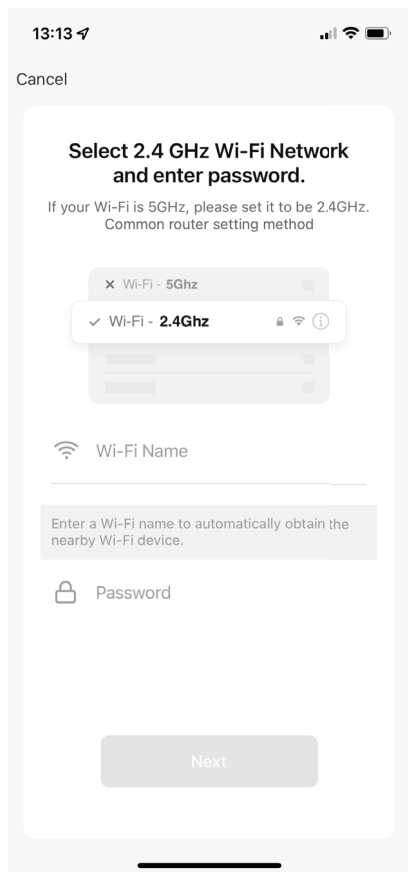 13:13
Cancel
Select 2.4 GHz Wi-Fi Network
and enter password.
If your Wi-Fi is 5GHz, please set it to be 2.4GHz.
Common router setting method
Wi-Fi - 5Ghz
Wi-Fi - 2.4Ghz
Wi-Fi Name
Enter a Wi-Fi name to automatically obtain the
nearby Wi-Fi device.
Password
Next